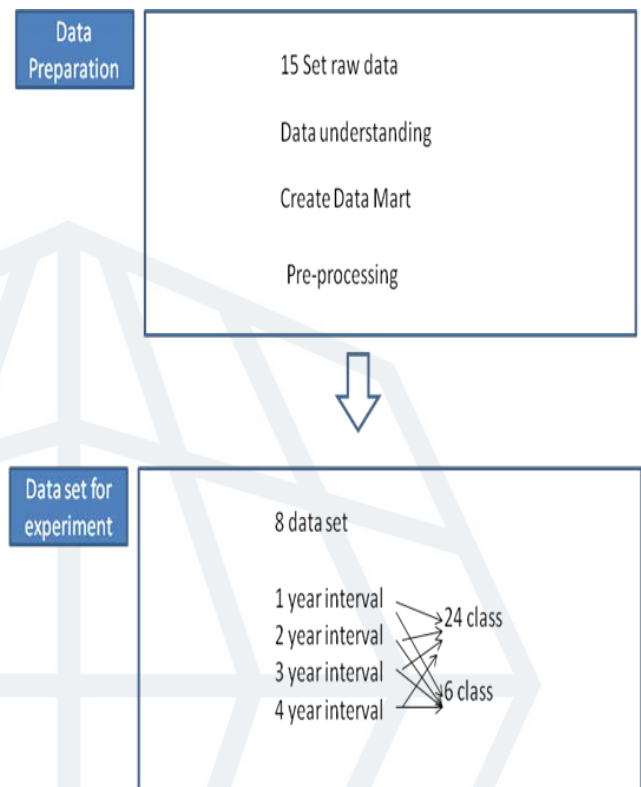 Data
Preparation
15 Set raw data
Data understanding
Create Data Mart
Pre-processing
Data set for
experiment
8 data set
1 year interval
2 year interval
3 year interval
4 year interval
24 class
6 class